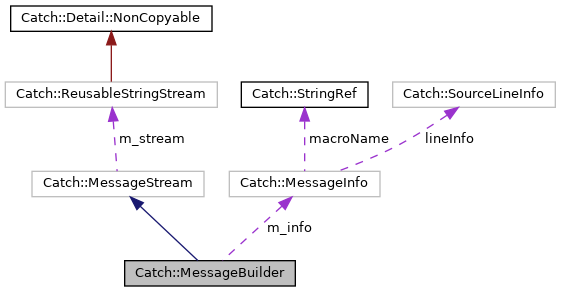 Catch::Detail::NonCopyable
Catch::ReusableStringStream
Catch::StringRef
Catch::SourceLineInfo
m_stream
macroName
lineInfo
Catch::MessageStream
Catch::MessageInfo
m_info
Catch::MessageBuilder